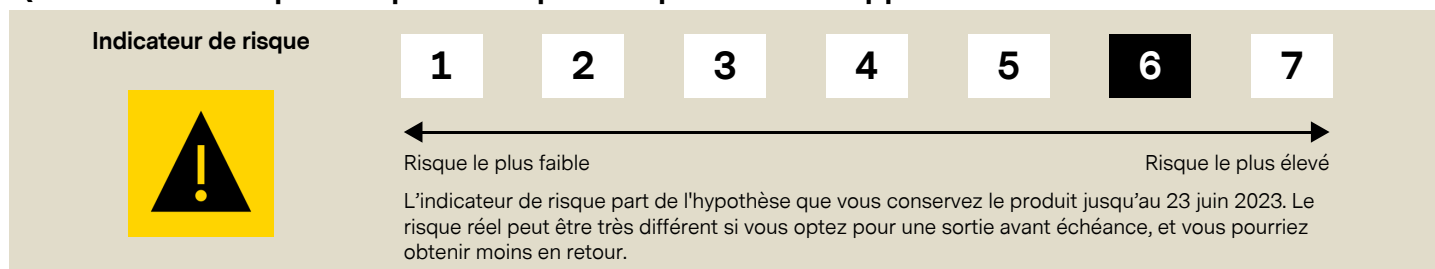 Indicateur de risque
1 2 3 4 5 6 7
Risque le plus faible
Risque le plus élevé
L’indicateur de risque part de l'hypothèse que vous conservez le produit jusqu’au 23 juin 2023. Le
risque réel peut être très différent si vous optez pour une sortie avant échéance, et vous pourriez
obtenir moins en retour.